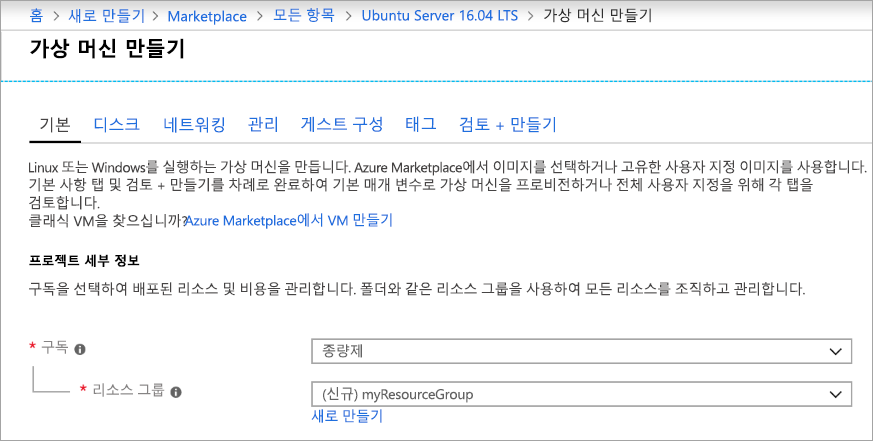 홈 > 새로 만들기 > Marketplace > 모든 항목 > Ubuntu Server 16.04 LTS > 가상 머신 만들기
가상 머신 만들기
기본 디스크 네트워킹 관리 게스트 구성 태그 검토 + 만들기
Linux 또는 Windows를 실행하는 가상 머신을 만듭니다. Azure Marketplace에서 이미지를 선택하거나 고유한 사용자 지정 이미지를 사용합니다.
기본 사항 탭 및 검토 + 만들기를 차례로 완료하여 기본 매개 변수로 가상 머신을 프로비전하거나 전체 사용자 지정을 위해 각 탭을
검토합니다.
클래식 VM을 찾으십니까?Azure Marketplace에서 VM 만들기
프로젝트 세부 정보
구독을 선택하여 배포된 리소스 및 비용을 관리합니다. 폴더와 같은 리소스 그룹을 사용하여 모든 리소스를 조직하고 관리합니다.
* 구독 종량제
* 리소스 그룹 (신규) myResourceGroup
새로 만들기